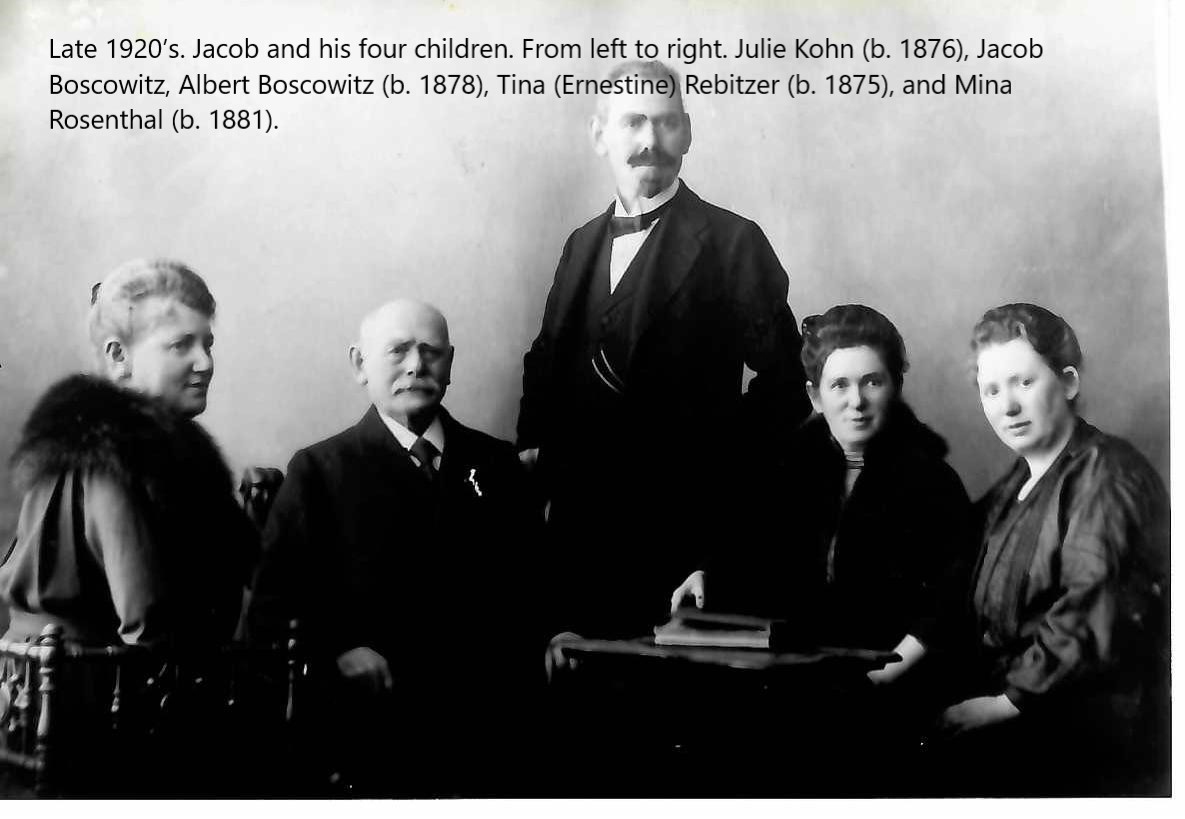 Late 1920’s. Jacob and his four children. From left to right. Julie Kohn (b. 1876), Jacob
Boscowitz, Albert Boscowitz (b. 1878), Tina (Ernestine) Rebitzer (b. 1875), and Mina
Rosenthal (b. 1881).